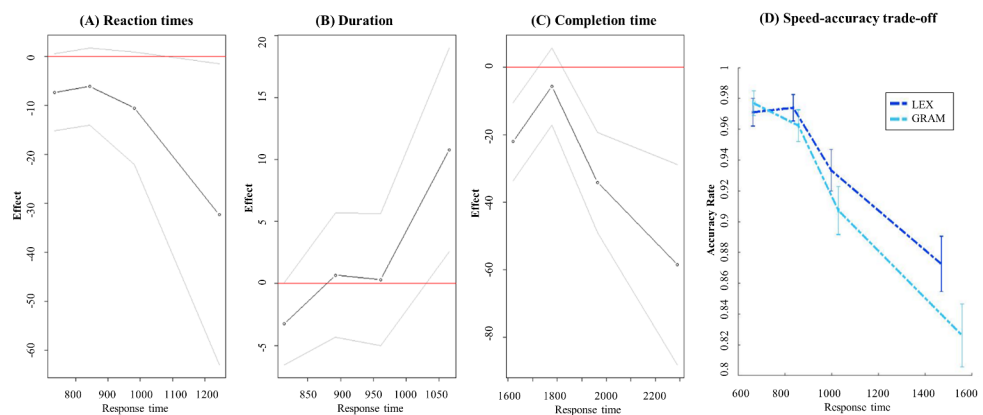 (A) Reaction times
Effect
0
-10
-20
-30
-40
-50
-60
800 900 1000 1100 1200
Response time
(B) Duration
Effect
20
15
10
5
0
-5
850 900 950 1000 1050
Response time
(C) Completion time
Effect
0
-20
-40
-60
-80
1600 1800 2000 2200
Response time
(D) Speed-accuracy trade-off
Accuracy Rate
1
0.98
0.96
0.94
0.92
0.9
0.88
0.86
0.84
0.82
0.8
LEX
GRAM
600 800 1000 1200 1400 1600
Response time